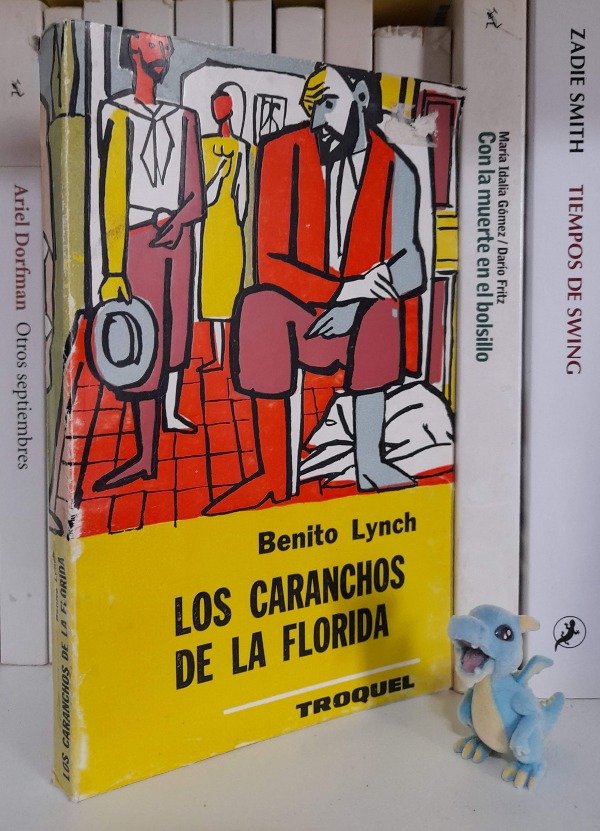 Benito Lynch
LOS CARANCHOS
DE LA FLORIDA
TROQUEL
LOS CARANCHOS DE LA FLORIDA
Ariel Dorfman Otros septiembres
María Idalia Gómez / Darío Fritz
Con la muerte en el bolsillo
ZADIE SMITH TIEMPOS DE SWING